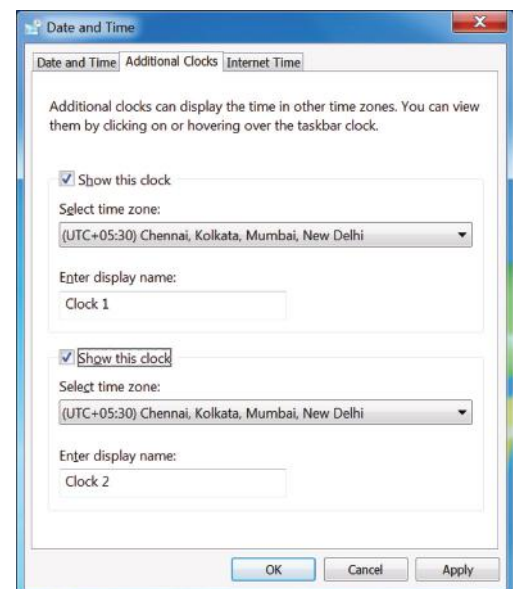 Date and Time
Date and Time Additional Clocks Internet Time
Additional clocks can display the time in other time zones. You can view
them by clicking on or hovering over the taskbar clock.
Show this clock
Select time zone:
(UTC+05:30) Chennai, Kolkata, Mumbai, New Delhi
Enter display name:
Clock 1
Show this clock
Select time zone:
(UTC+05:30) Chennai, Kolkata, Mumbai, New Delhi
Enter display name:
Clock 2
OK Cancel Apply